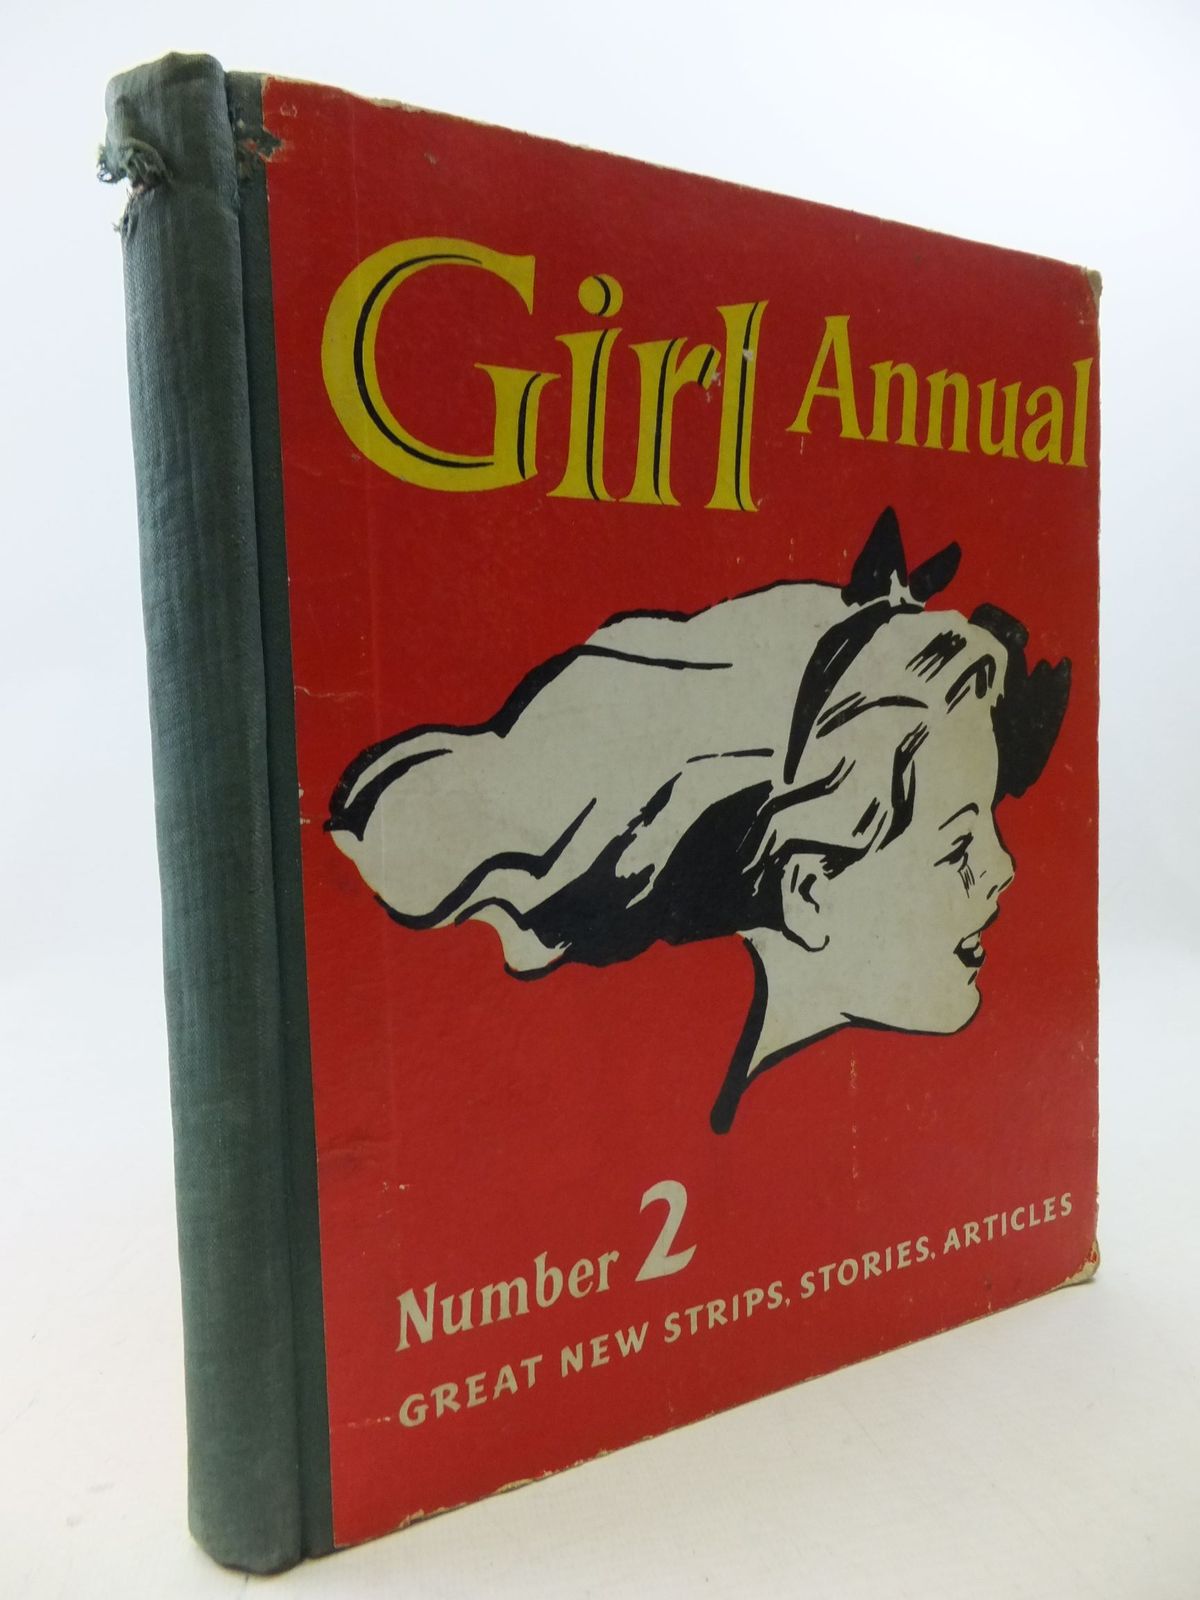 Girl Annual
Number 2
GREAT NEW STRIPS, STORIES, ARTICLES